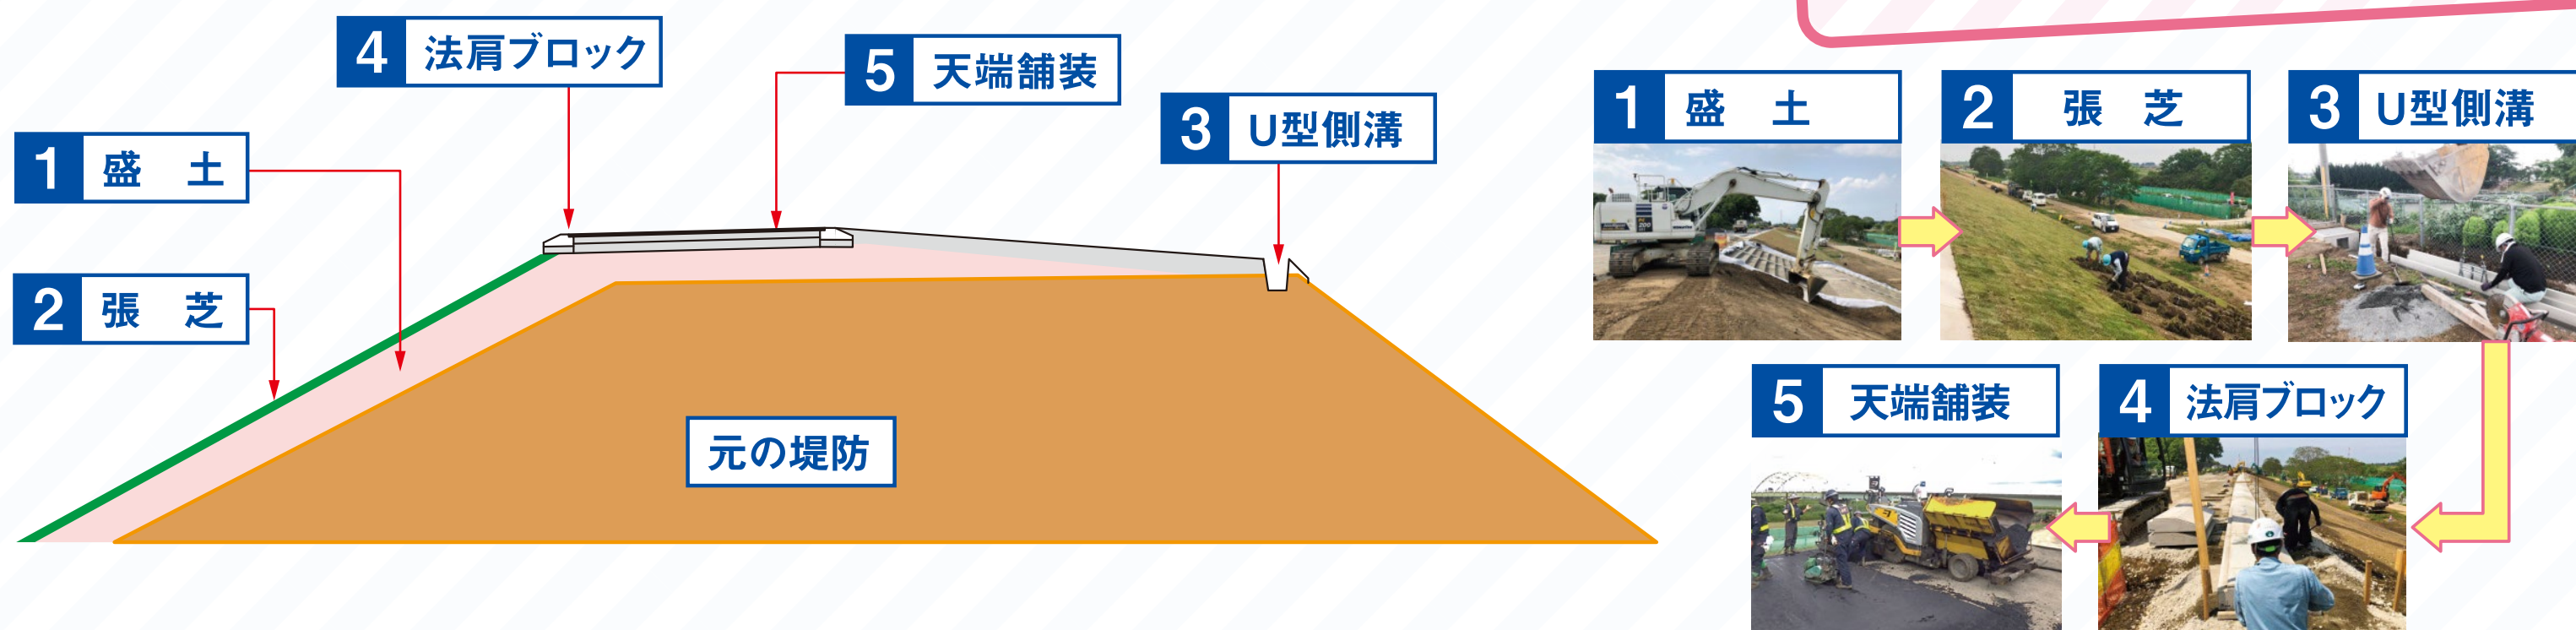 4 法肩ブロック
5 天端舗装
3 U型側溝
1 盛 土
2 張 芝
元の堤防
1 盛 土
2 張 芝
3 U型側溝
5 天端舗装
4 法肩ブロック